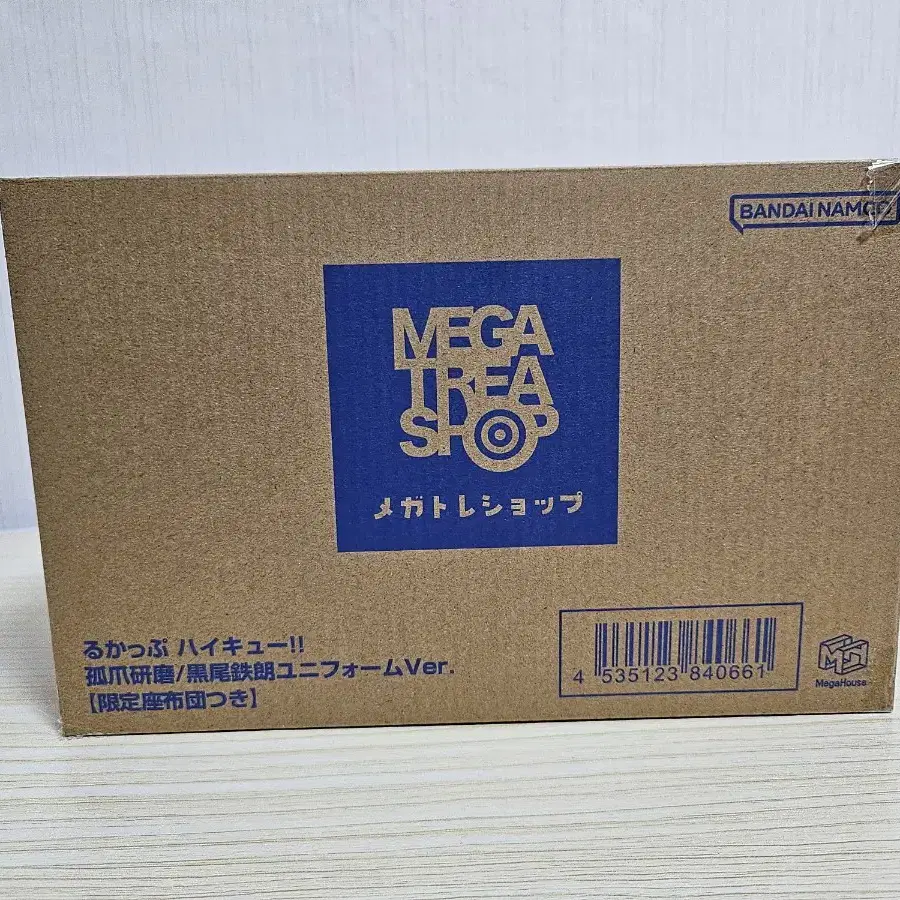 BANDAI NAMCO
MEGA
TREA
SHOP
メガトレショップ
るかっぷ ハイキュー!!
孤爪研磨/黒尾鉄朗ユニフォームVer.
【限定座布団つき】
4 535123 840661
MegaHouse